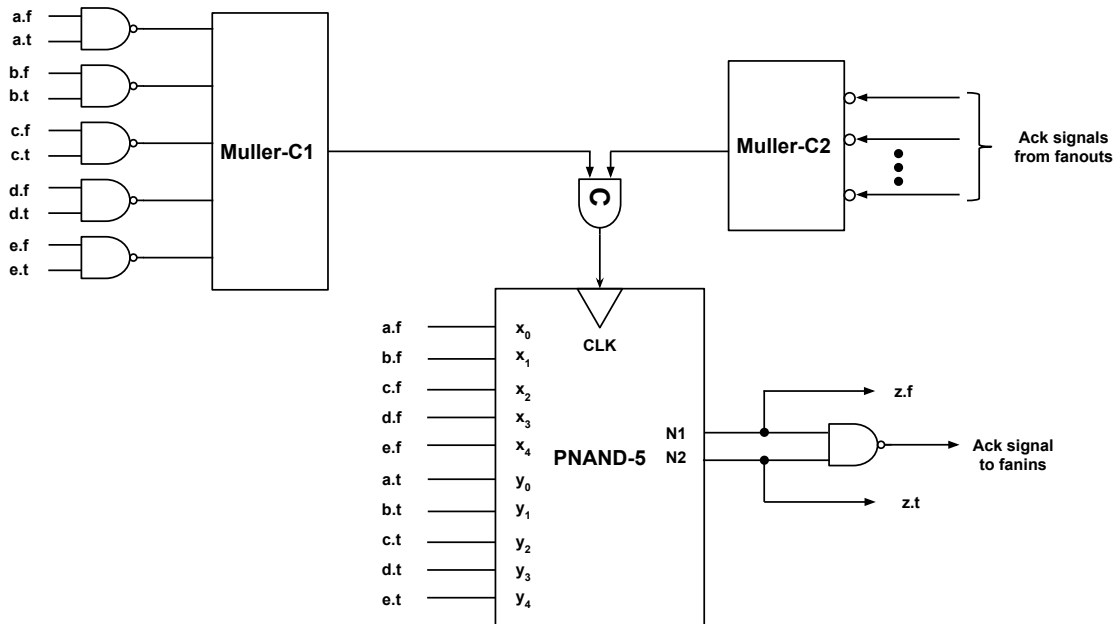 a.f
a.t
b.f
b.t
c.f
c.t
d.f
d.t
e.f
e.t
Muller-C1
Muller-C2
Ack signals
from fanouts
C
CLK
a.f
b.f
c.f
d.f
e.f
a.t
b.t
c.t
d.t
e.t
x0
x1
x2
x3
x4
y0
y1
y2
y3
y4
PNAND-5
N1
N2
z.f
Ack signal
to fanins
z.t